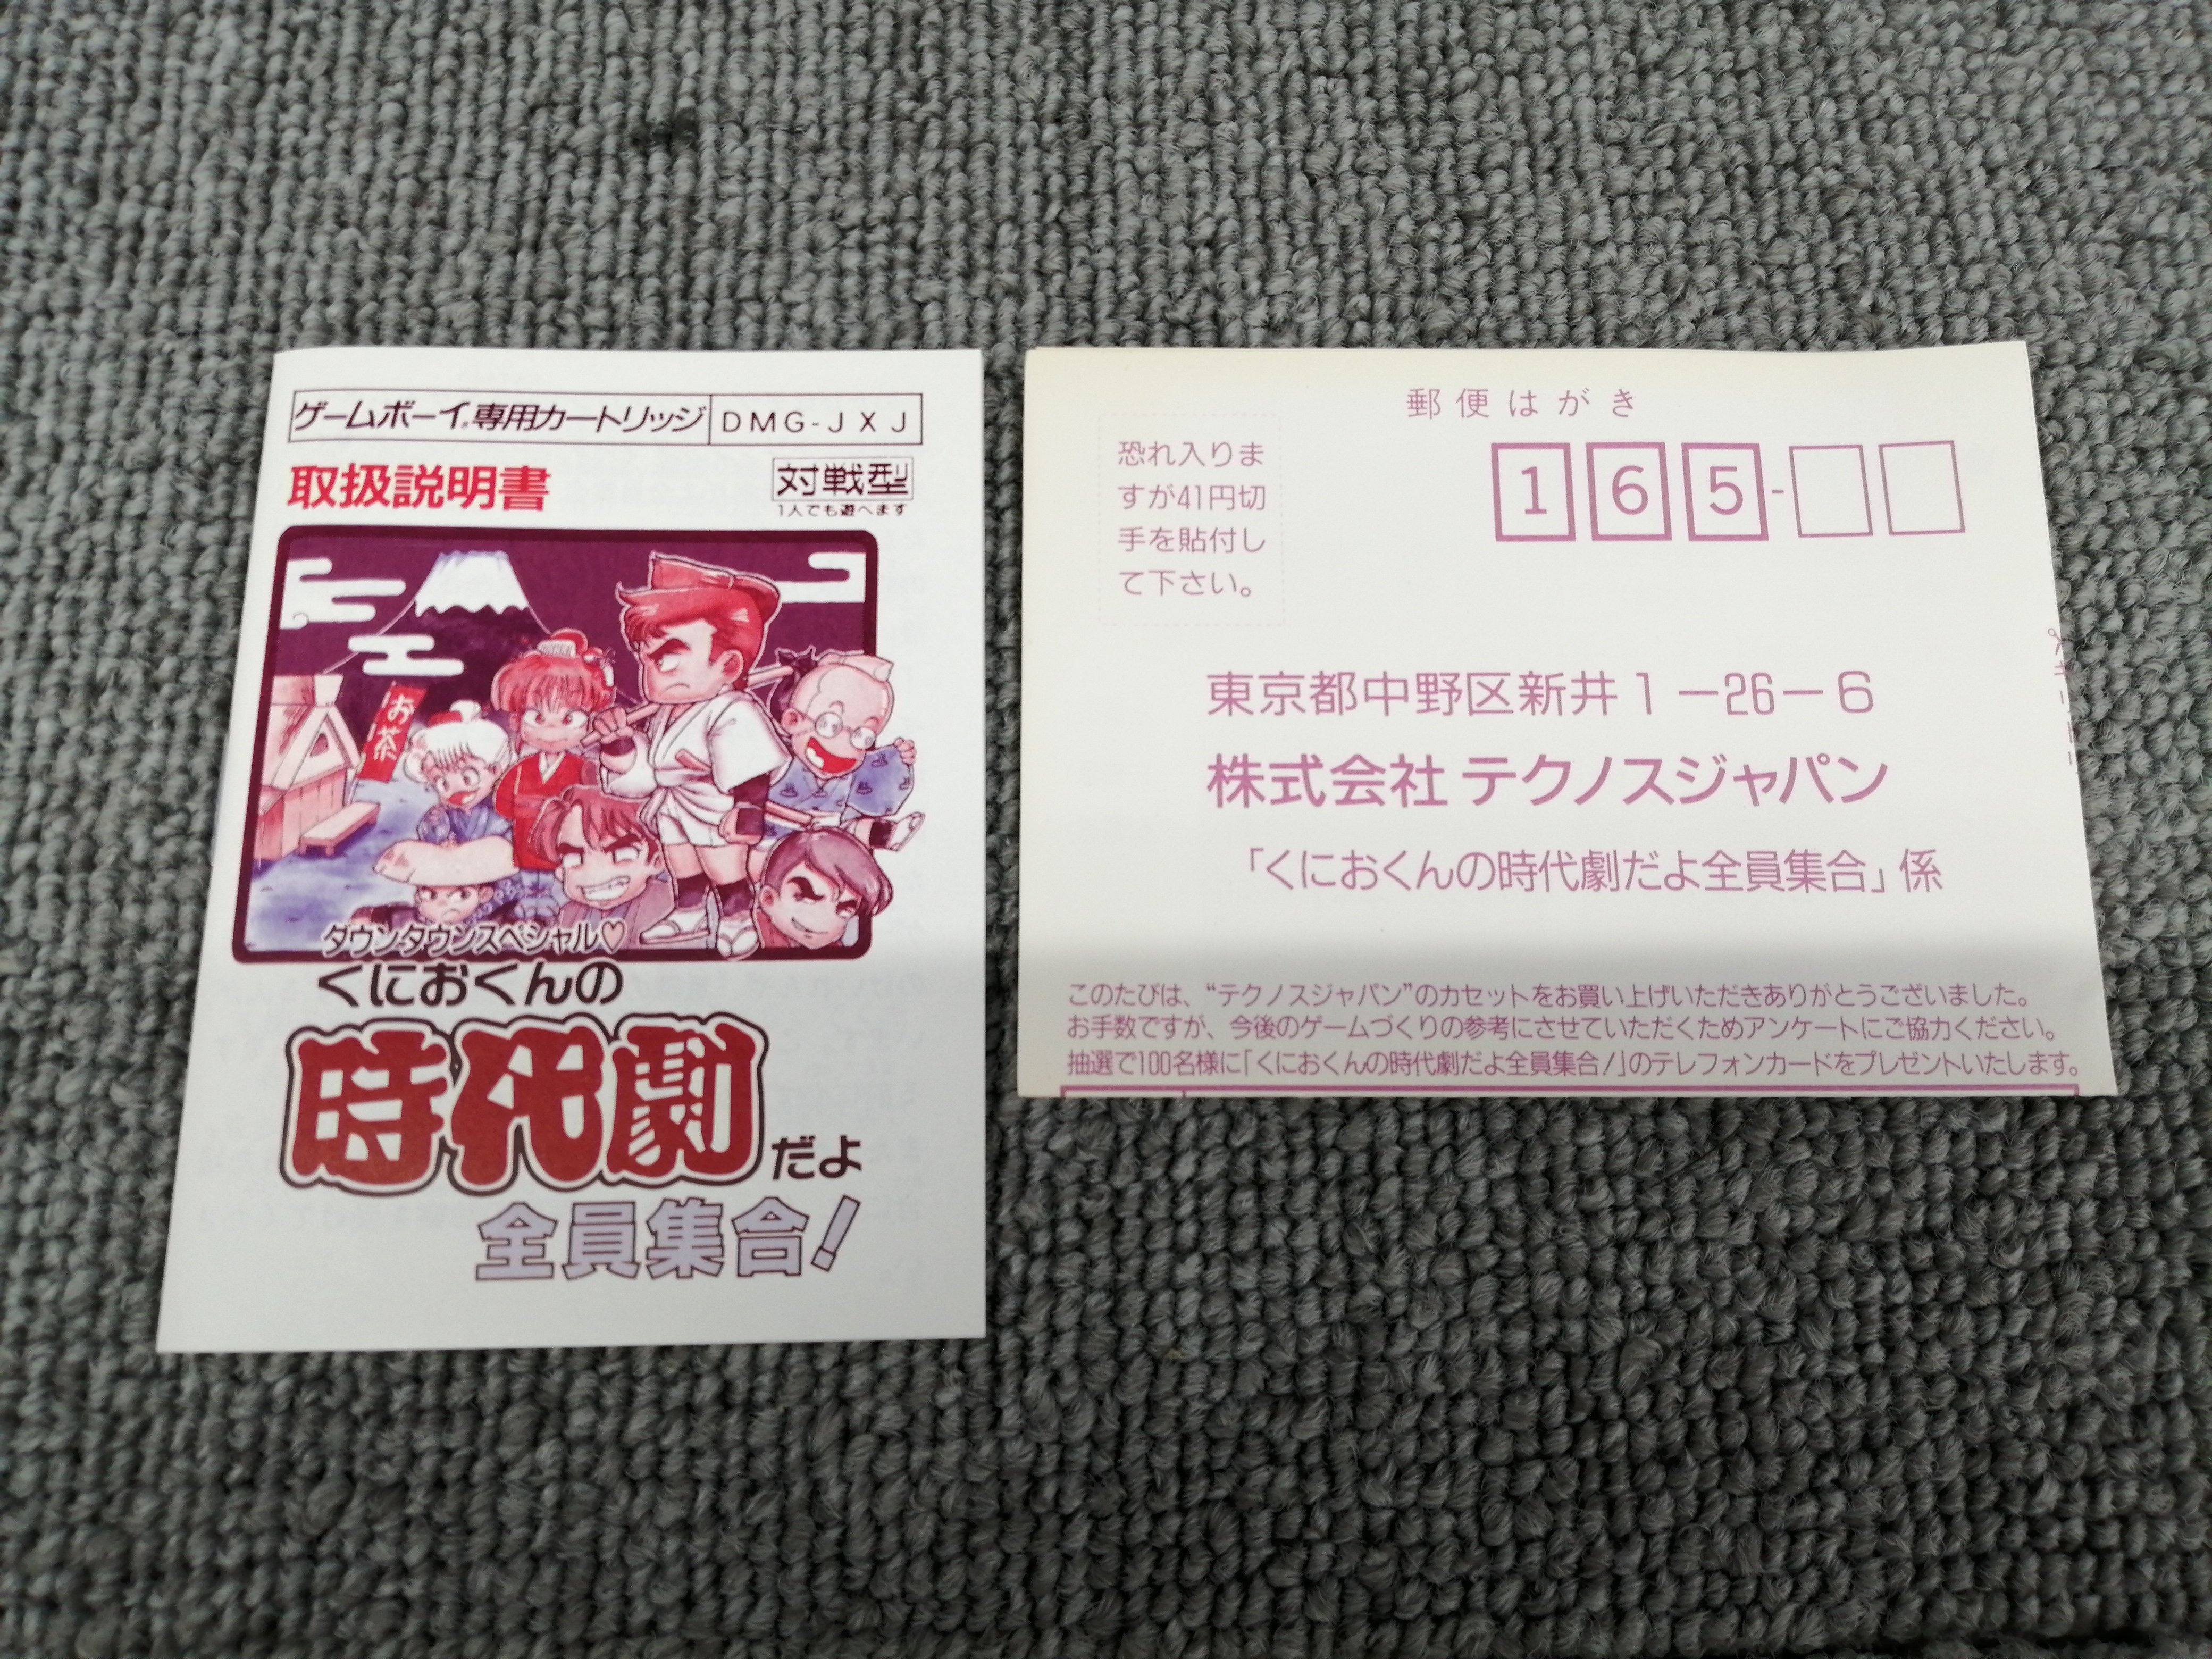 ゲームボーイ®専用カートリッジ DMG-JXJ
取扱説明書
対戦型
1人でも遊べます
お茶
ダウンタウンスペシャル♡
くにおくんの
時代劇だよ
全員集合!
郵便はがき
恐れ入りま
すが41円切
手を貼付し
て下さい。
165-
東京都中野区新井1-26-6
株式会社 テクノスジャパン
「くにおくんの時代劇だよ全員集合」係
このたびは、“テクノスジャパン”のカセットをお買い上げいただきありがとうございました。
お手数ですが、今後のゲームづくりの参考にさせていただくためアンケートにご協力ください。
抽選で100名様に「くにおくんの時代劇だよ全員集合!」のテレフォンカードをプレゼントいたします。